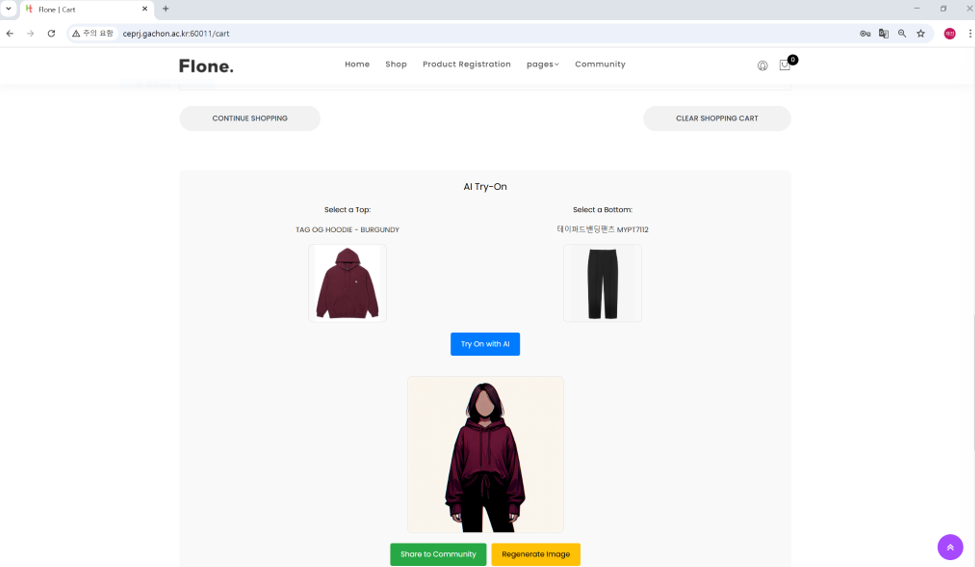 Flone | Cart
주의 요함
ceprj.gachon.ac.kr:60011/cart
Flone.
Home
Shop
Product Registration
pages
Community
0
CONTINUE SHOPPING
CLEAR SHOPPING CART
AI Try-On
Select a Top:
Select a Bottom:
TAG OG HOODIE - BURGUNDY
테이퍼드밴딩팬츠 MYPT7112
Try On with AI
Share to Community
Regenerate Image